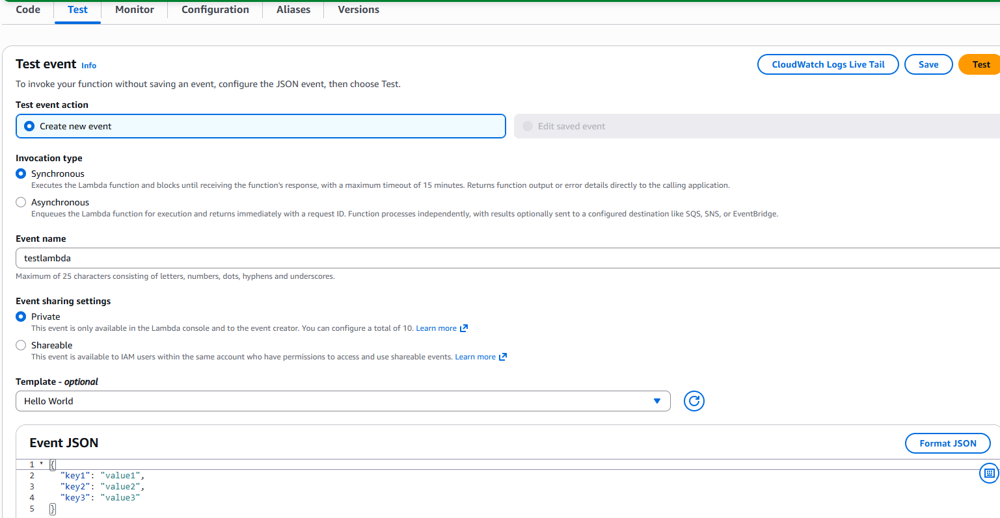 Code Test Monitor Configuration Aliases Versions
Test event Info CloudWatch Logs Live Tail Save Test
To invoke your function without saving an event, configure the JSON event, then choose Test.
Test event action
Create new event Edit saved event
Invocation type
Synchronous
Executes the Lambda function and blocks until receiving the function's response, with a maximum timeout of 15 minutes. Returns function output or error details directly to the calling application.
Asynchronous
Enqueues the Lambda function for execution and returns immediately with a request ID. Function processes independently, with results optionally sent to a configured destination like SQS, SNS, or EventBridge.
Event name
testlambda
Maximum of 25 characters consisting of letters, numbers, dots, hyphens and underscores.
Event sharing settings
Private
This event is only available in the Lambda console and to the event creator. You can configure a total of 10. Learn more
Shareable
This event is available to IAM users within the same account who have permissions to access and use shareable events. Learn more
Template - optional
Hello World
Event JSON Format JSON
1 {
2 "key1": "value1",
3 "key2": "value2",
4 "key3": "value3"
5 }